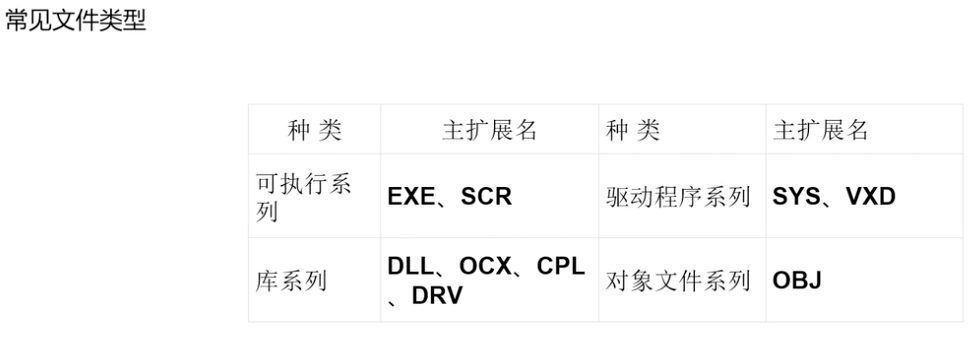 常见文件类型
种 类 主扩展名 种 类 主扩展名
可执行系
列
EXE、SCR
驱动程序系列
SYS、VXD
库系列
DLL、OCX、CPL
、DRV
对象文件系列
OBJ